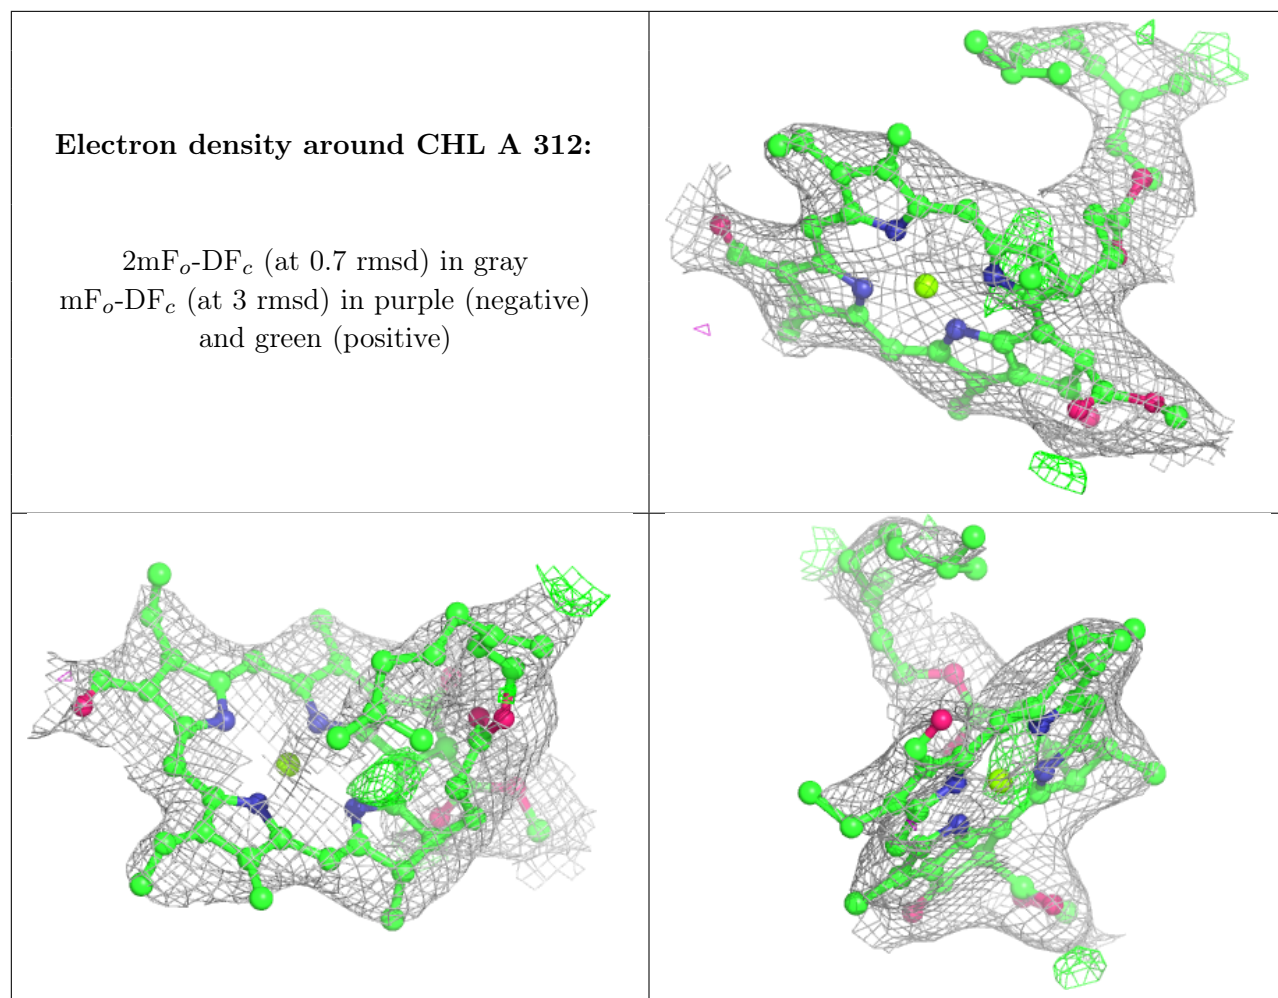 Electron density around CHL A 312:
2mFₒ-DF𝒸 (at 0.7 rmsd) in gray
mFₒ-DF𝒸 (at 3 rmsd) in purple (negative)
and green (positive)